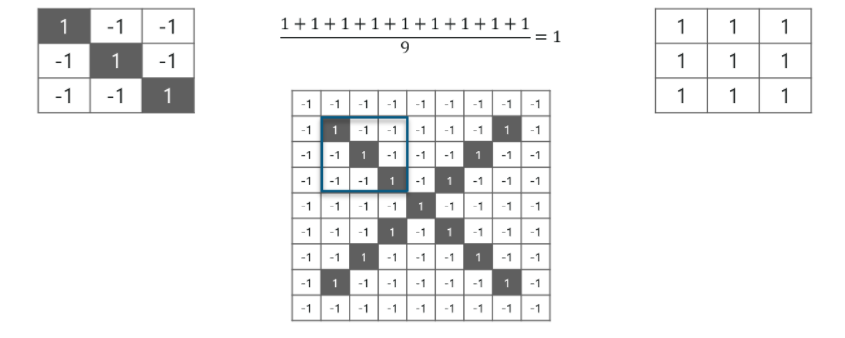 1 -1 -1
-1 1 -1
-1 -1 1
1 + 1 + 1 + 1 + 1 + 1 + 1 + 1 + 1
9
= 1
1 1 1
1 1 1
1 1 1
-1 -1 -1 -1 -1 -1 -1 -1 -1
-1 1 -1 -1 -1 -1 -1 1 -1
-1 -1 1 -1 -1 -1 1 -1 -1
-1 -1 -1 1 -1 1 -1 -1 -1
-1 -1 -1 -1 1 -1 -1 -1 -1
-1 -1 -1 1 -1 1 -1 -1 -1
-1 -1 1 -1 -1 -1 1 -1 -1
-1 1 -1 -1 -1 -1 -1 1 -1
-1 -1 -1 -1 -1 -1 -1 -1 -1